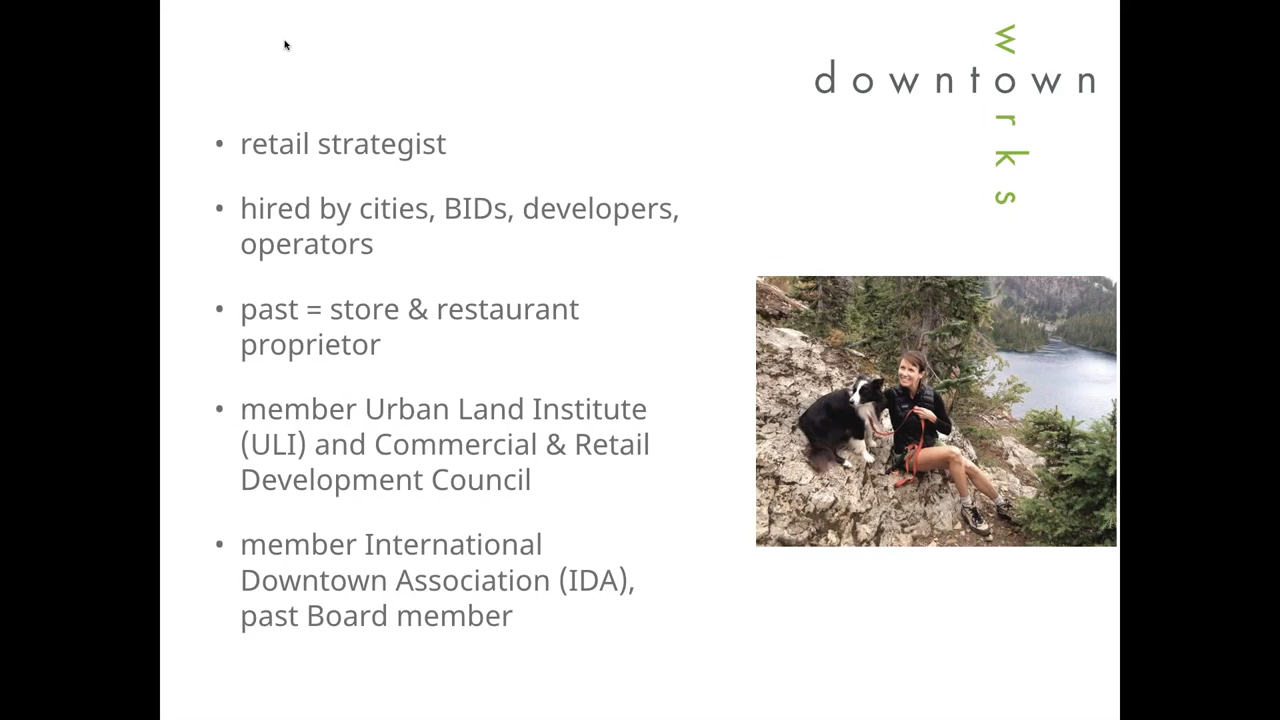 works
downtown
• retail strategist
• hired by cities, BIDs, developers,
operators
• past = store & restaurant
proprietor
• member Urban Land Institute
(ULI) and Commercial & Retail
Development Council
• member International
Downtown Association (IDA),
past Board member